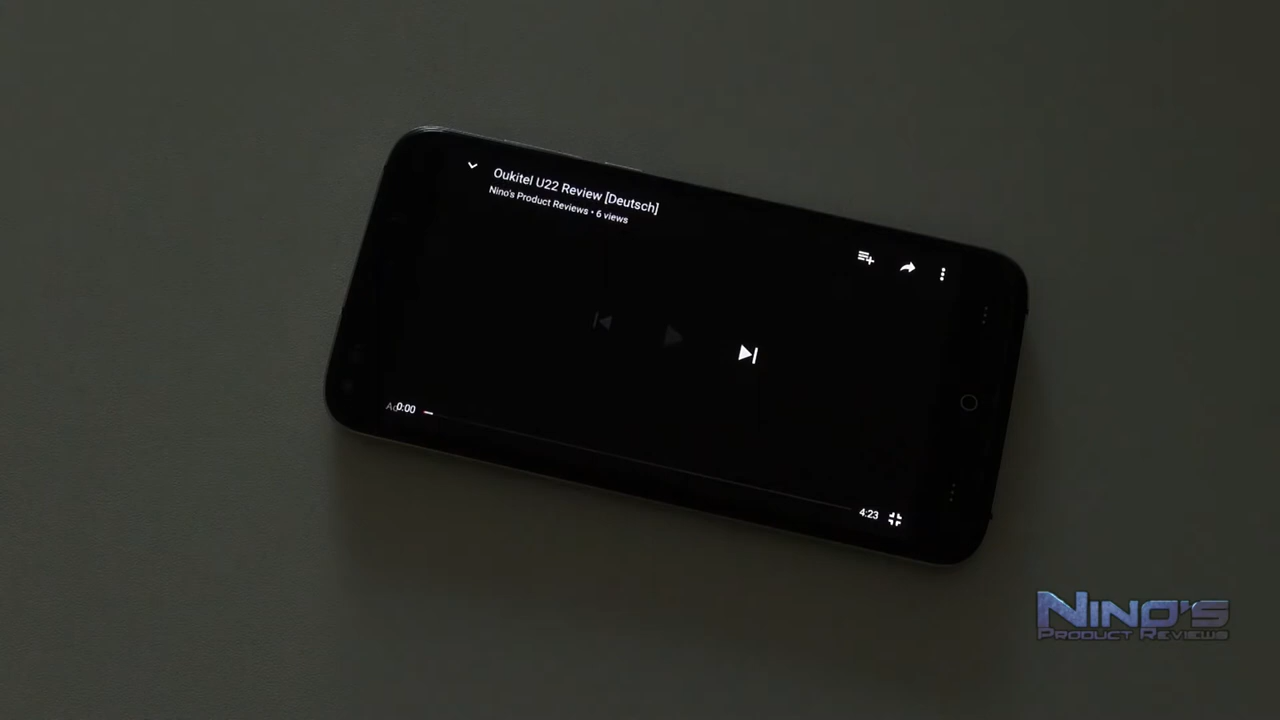 Oukitel U22 Review [Deutsch]
Nino's Product Reviews • 6 views
0:00
4:23
NINO'S
PRODUCT REVIEWS